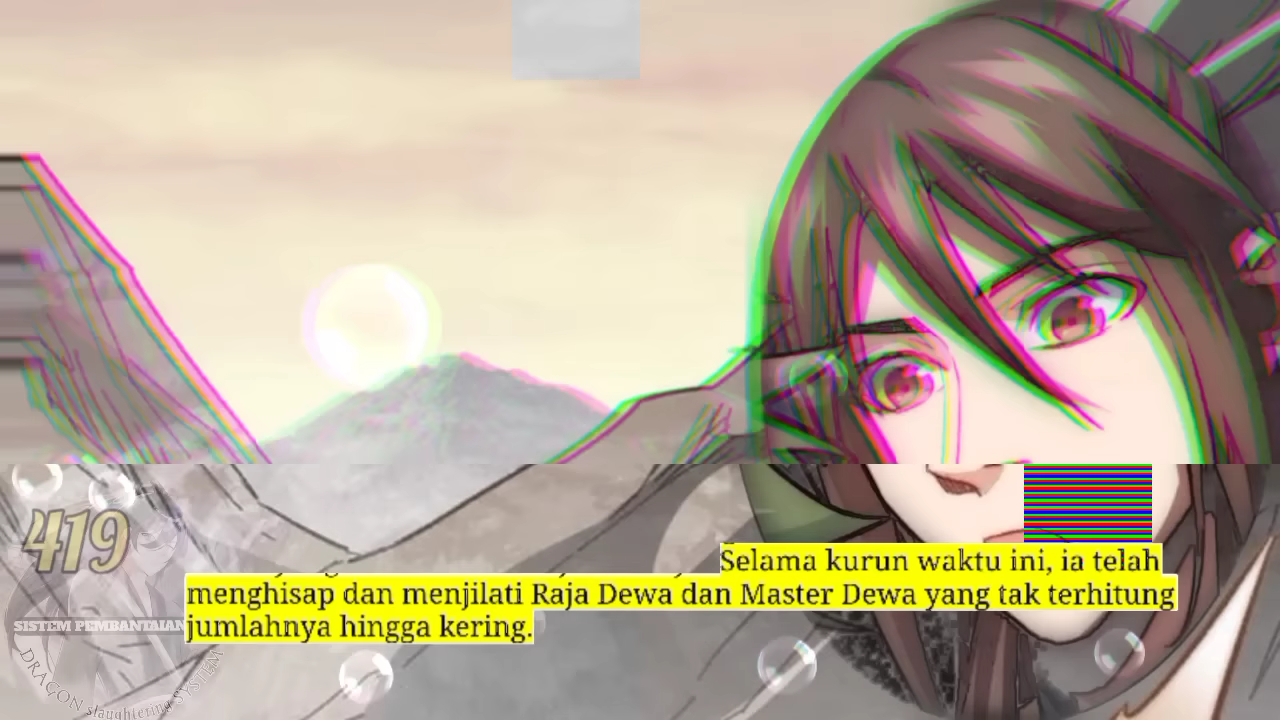 419
Selama kurun waktu ini, ia telah
menghisap dan menjilati Raja Dewa dan Master Dewa yang tak terhitung
jumlahnya hingga kering.
SISTEM PEMBANTAIAN
DRAGON slaughtering SYSTEM